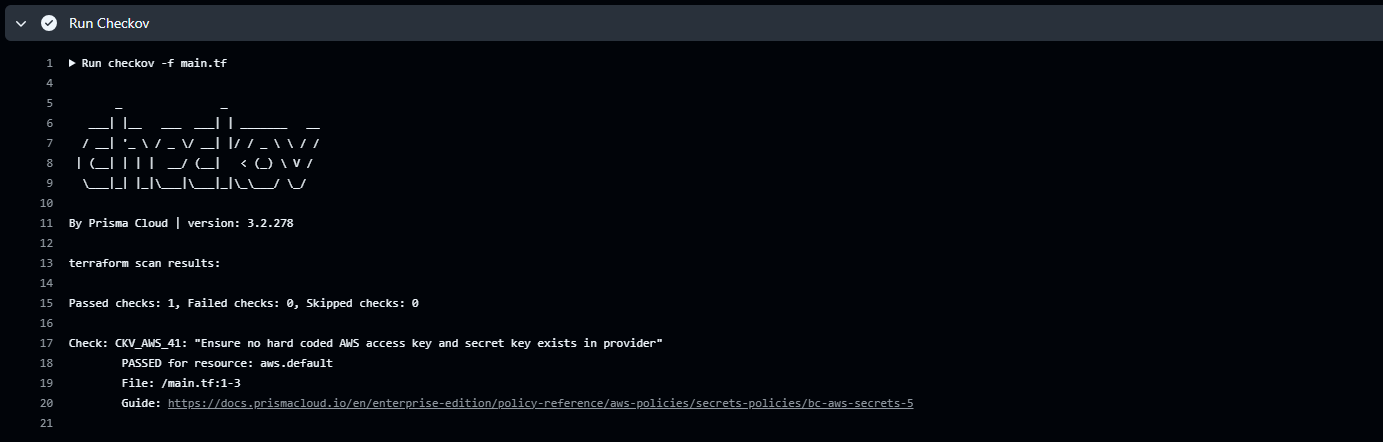 Run Checkov
1 ▶ Run checkov -f main.tf
4
5        _               _
6    ___| |__   ___  ___| | _______   __
7   / __| '_ \ / _ \/ __| |/ / _ \ \ / /
8  | (__| | | |  __/ (__|   < (_) \ V /
9   \___|_| |_|\___|\___|_|\_\___/ \_/
10
11 By Prisma Cloud | version: 3.2.278
12
13 terraform scan results:
14
15 Passed checks: 1, Failed checks: 0, Skipped checks: 0
16
17 Check: CKV_AWS_41: "Ensure no hard coded AWS access key and secret key exists in provider"
18         PASSED for resource: aws.default
19         File: /main.tf:1-3
20         Guide: https://docs.prismacloud.io/en/enterprise-edition/policy-reference/aws-policies/secrets-policies/bc-aws-secrets-5
21